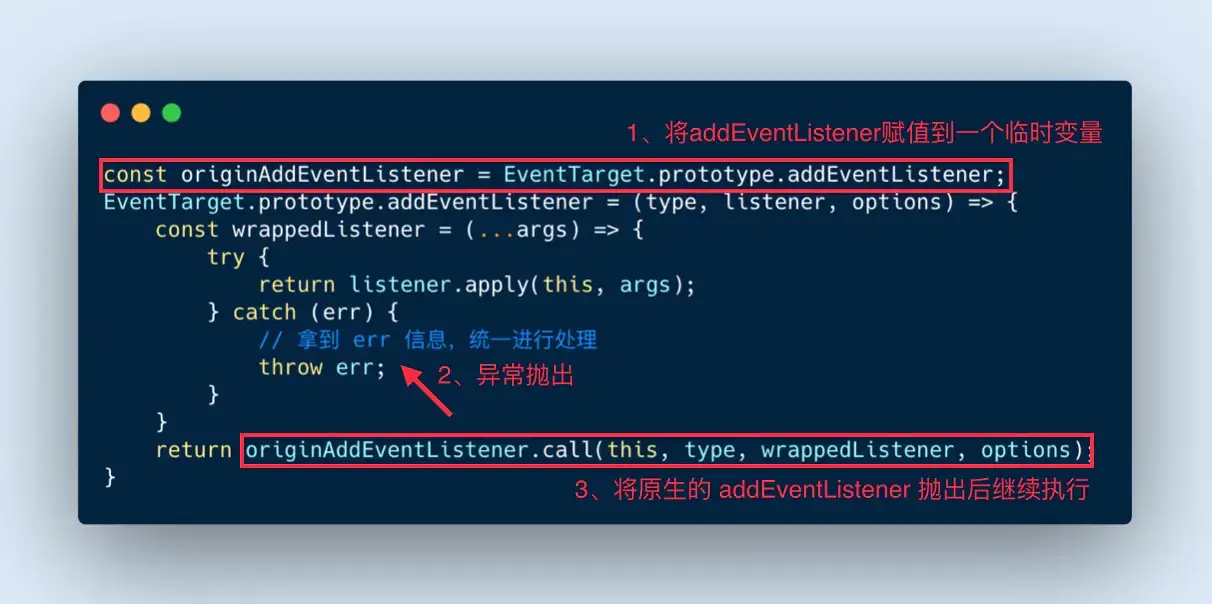 1、将addEventListener赋值到一个临时变量
const originAddEventListener = EventTarget.prototype.addEventListener;
EventTarget.prototype.addEventListener = (type, listener, options) => {
    const wrappedListener = (...args) => {
        try {
            return listener.apply(this, args);
        } catch (err) {
            // 拿到 err 信息，统一进行处理
            throw err;
2、异常抛出
        }
    }
    return originAddEventListener.call(this, type, wrappedListener, options);
}
3、将原生的 addEventListener 抛出后继续执行